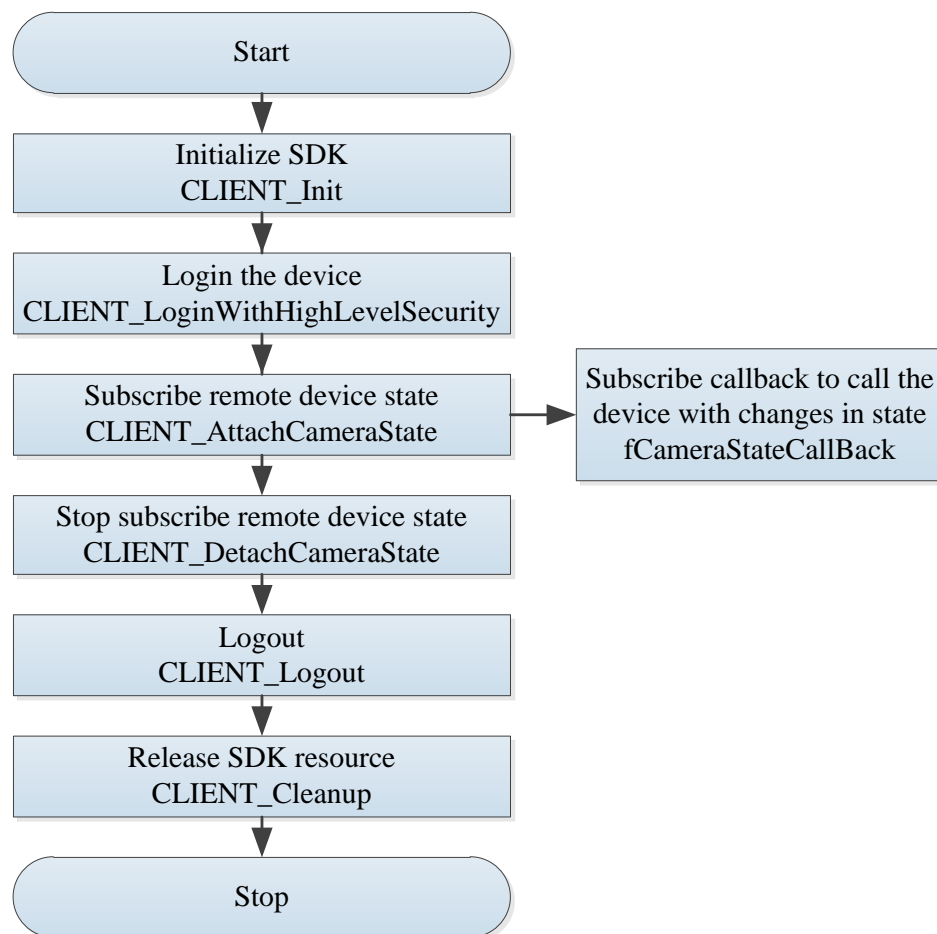 Start
Initialize SDK
CLIENT_Init
Login the device
CLIENT_LoginWithHighLevelSecurity
Subscribe remote device state
CLIENT_AttachCameraState
Subscribe callback to call the
device with changes in state
fCameraStateCallBack
Stop subscribe remote device state
CLIENT_DetachCameraState
Logout
CLIENT_Logout
Release SDK resource
CLIENT_Cleanup
Stop